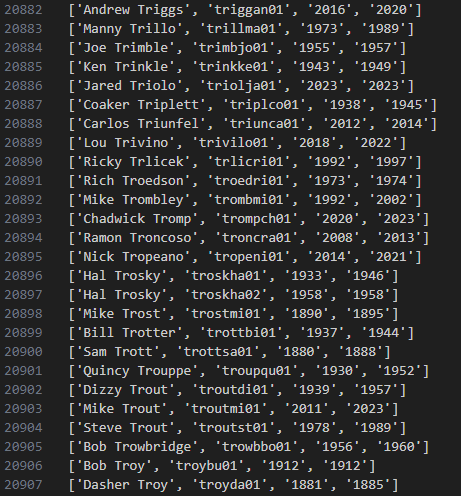 20882 ['Andrew Triggs', 'triggan01', '2016', '2020']
20883 ['Manny Trillo', 'trillma01', '1973', '1989']
20884 ['Joe Trimble', 'trimbjo01', '1955', '1957']
20885 ['Ken Trinkle', 'trinkke01', '1943', '1949']
20886 ['Jared Triolo', 'triolja01', '2023', '2023']
20887 ['Coaker Triplett', 'triplco01', '1938', '1945']
20888 ['Carlos Triunfel', 'triunca01', '2012', '2014']
20889 ['Lou Trivino', 'trivilo01', '2018', '2022']
20890 ['Ricky Trlicek', 'trlicri01', '1992', '1997']
20891 ['Rich Troedson', 'troedri01', '1973', '1974']
20892 ['Mike Trombley', 'trombmi01', '1992', '2002']
20893 ['Chadwick Tromp', 'trompch01', '2020', '2023']
20894 ['Ramon Troncoso', 'troncra01', '2008', '2013']
20895 ['Nick Tropeano', 'tropeni01', '2014', '2021']
20896 ['Hal Trosky', 'troskha01', '1933', '1946']
20897 ['Hal Trosky', 'troskha02', '1958', '1958']
20898 ['Mike Trost', 'trostmi01', '1890', '1895']
20899 ['Bill Trotter', 'trottbi01', '1937', '1944']
20900 ['Sam Trott', 'trottsa01', '1880', '1888']
20901 ['Quincy Trouppe', 'troupqu01', '1930', '1952']
20902 ['Dizzy Trout', 'troutdi01', '1939', '1957']
20903 ['Mike Trout', 'troutmi01', '2011', '2023']
20904 ['Steve Trout', 'troutst01', '1978', '1989']
20905 ['Bob Trowbridge', 'trowbbo01', '1956', '1960']
20906 ['Bob Troy', 'troybu01', '1912', '1912']
20907 ['Dasher Troy', 'troyda01', '1881', '1885']